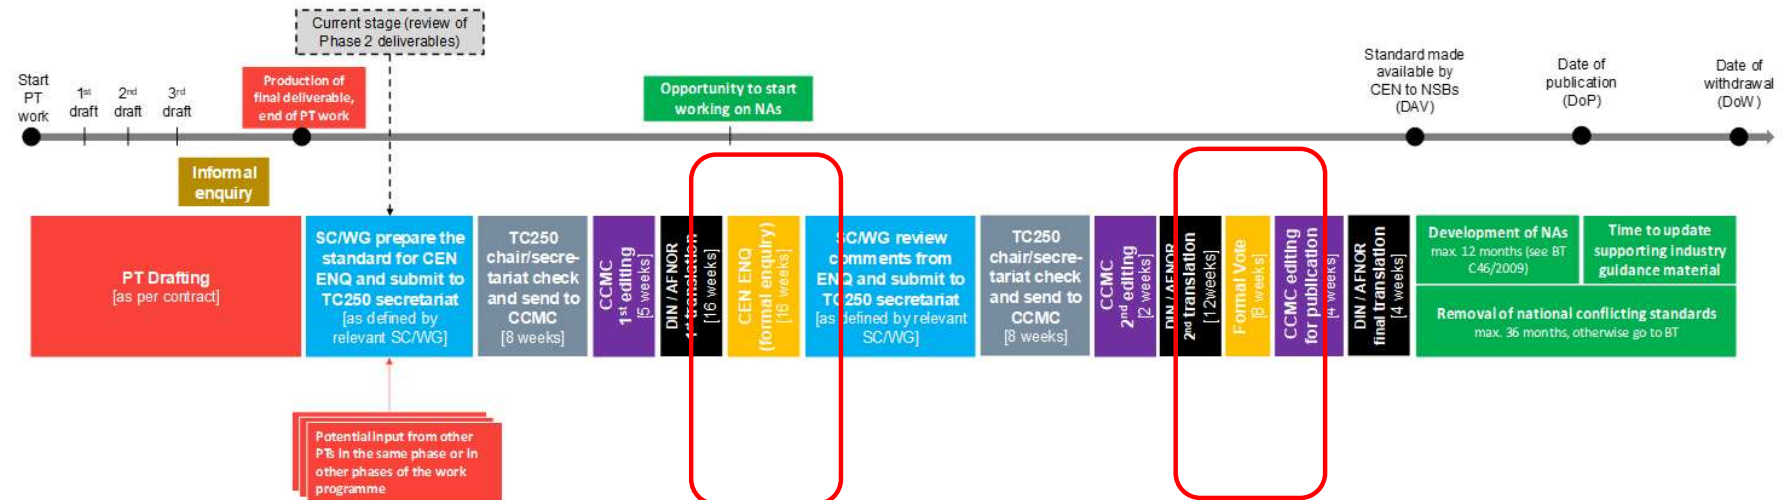 Current stage (review of
Phase 2 deliverables)
Start
PT
work
1st
draft
2nd
draft
3rd
draft
Production of
final deliverable,
end of PT work
Opportunity to start
working on NAs
Standard made
available by
CEN to NSBs
(DAV)
Date of
publication
(DoP)
Date of
withdrawal
(DoW)
Informal
enquiry
PT Drafting
[as per contract]
SC/WG prepare the
standard for CEN
ENQ and submit to
TC250 secretariat
[as defined by
relevant SC/WG]
TC250
chair/secre-
tariat check
and send to
CCMC
[8 weeks]
CCMC
1st editing
[5 weeks]
DIN / AFNOR
1st translation
[16 weeks]
CEN ENQ
(formal enquiry)
[16 weeks]
SC/WG review
comments from
ENQ and submit to
TC250 secretariat
[as defined by relevant
SC/WG]
TC250
chair/secre-
tariat check
and send to
CCMC
[8 weeks]
CCMC
2nd editing
[2 weeks]
DIN / AFNOR
2nd translation
[12weeks]
Formal Vote
[8 weeks]
CCMC editing
for publication
[4 weeks]
DIN / AFNOR
final translation
[4 weeks]
Development of NAs
max. 12 months (see BT
C46/2009)
Time to update
supporting industry
guidance material
Removal of national conflicting standards
max. 36 months, otherwise go to BT
Potential input from other
PTs in the same phase or in
other phases of the work
programme